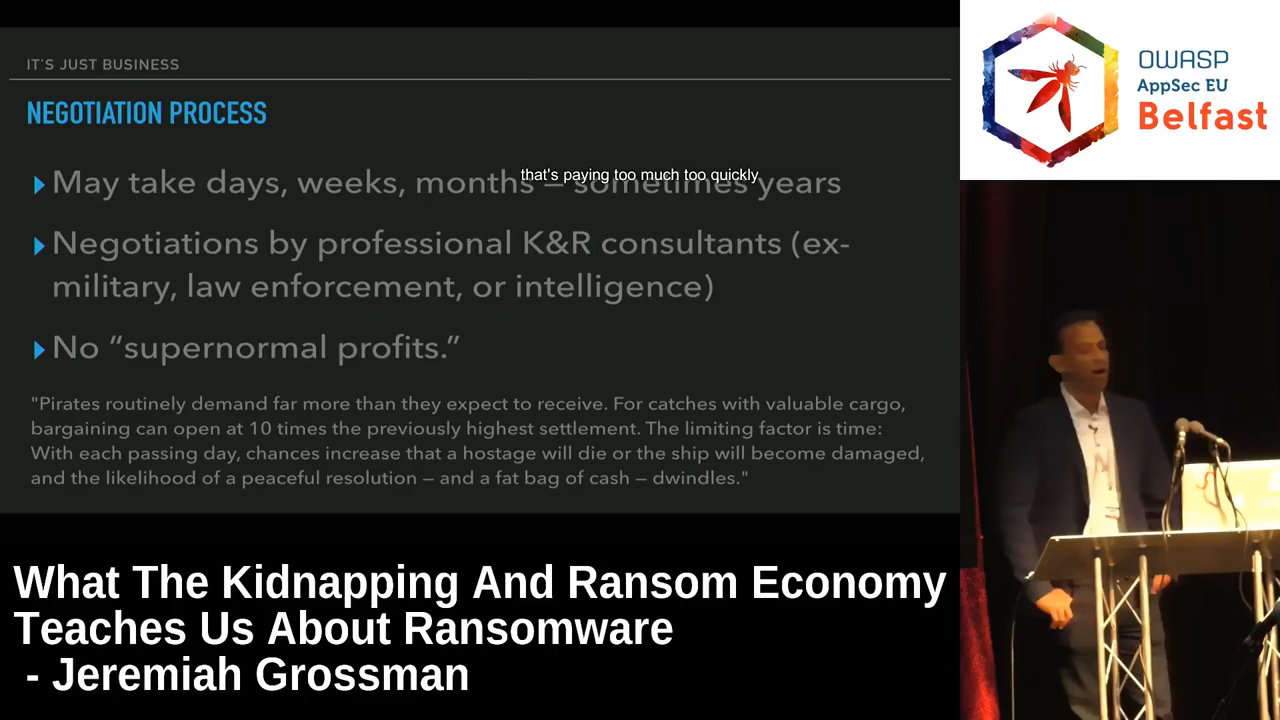 IT'S JUST BUSINESS
NEGOTIATION PROCESS
May take days, weeks, months – sometimes years
that's paying too much too quickly
Negotiations by professional K&R consultants (ex-
military, law enforcement, or intelligence)
No “supernormal profits.”
"Pirates routinely demand far more than they expect to receive. For catches with valuable cargo,
bargaining can open at 10 times the previously highest settlement. The limiting factor is time:
With each passing day, chances increase that a hostage will die or the ship will become damaged,
and the likelihood of a peaceful resolution — and a fat bag of cash — dwindles."
What The Kidnapping And Ransom Economy
Teaches Us About Ransomware
- Jeremiah Grossman
OWASP
AppSec EU
Belfast